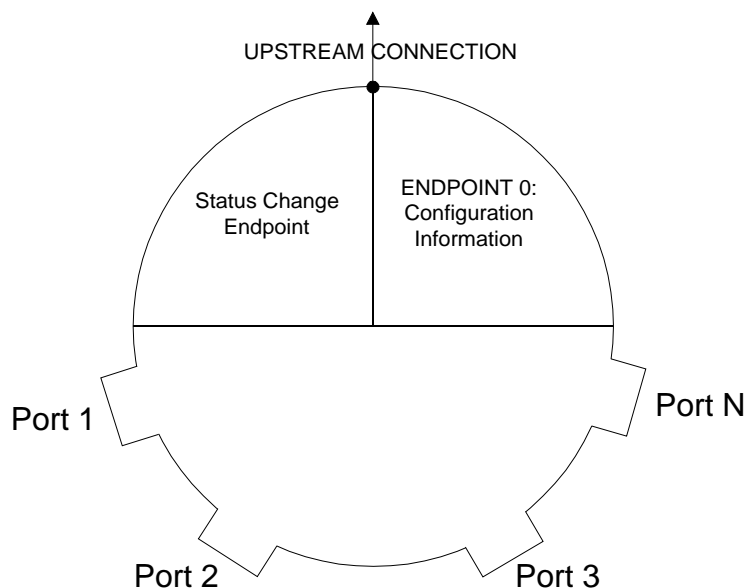 UPSTREAM CONNECTION
Status Change
Endpoint
ENDPOINT 0:
Configuration
Information
Port 1
Port N
Port 2
Port 3